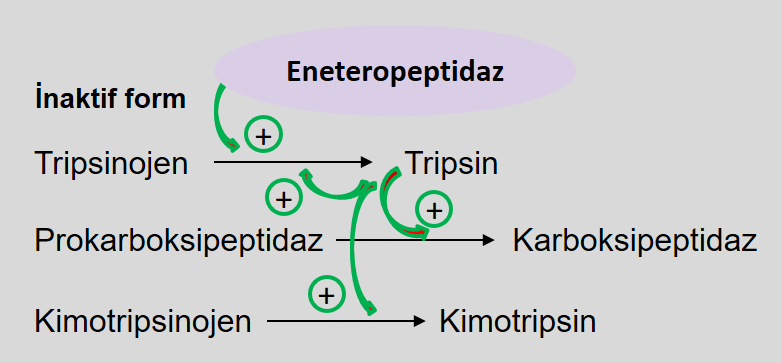 Eneteropeptidaz
İnaktif form
+
Tripsinojen Tripsin
+
+
Prokarboksipeptidaz Karboksipeptidaz
+
Kimotripsinojen Kimotripsin